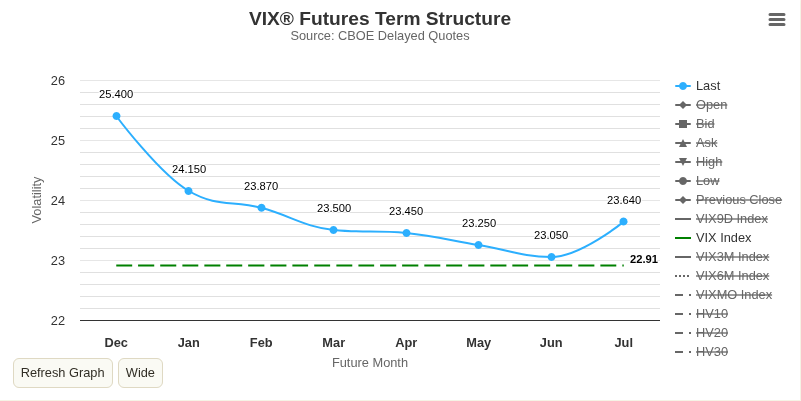 VIX® Futures Term Structure
Source: CBOE Delayed Quotes
26
25
24
23
22
Volatility
25.400
24.150
23.870
23.500
23.450
23.250
23.050
23.640
22.91
Dec Jan Feb Mar Apr May Jun Jul
Future Month
Last
Open
Bid
Ask
High
Low
Previous Close
VIX9D Index
VIX Index
VIX3M Index
VIX6M Index
VIXMO Index
HV10
HV20
HV30
Refresh Graph Wide